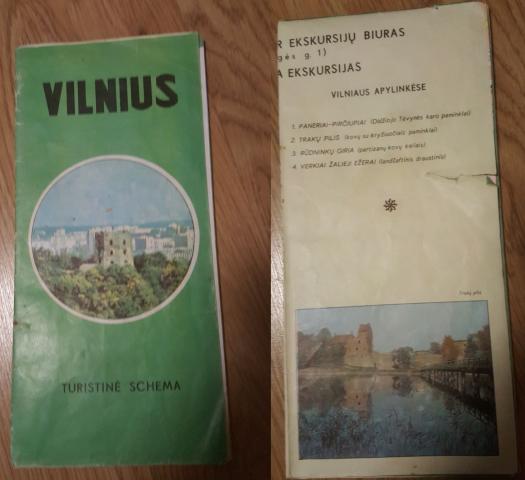 VILNIUS
TURISTINĖ SCHEMA
R EKSKURSIJŲ BIURAS
gės g. 1)
A EKSKURSIJAS
VILNIAUS APYLINKĖSE
1. PANERIAI-PIRČIUPIAI (Didžiojo Tėvynės karo paminklai)
2. TRAKŲ PILIS (kovų su kryžiuočiais paminklai)
3. RŪDNINKŲ GIRIA (partizanų kovų keliais)
4. VERKIAI ŽALIEJI EŽERAI (landšaftinis draustinis)
Trakų pilis